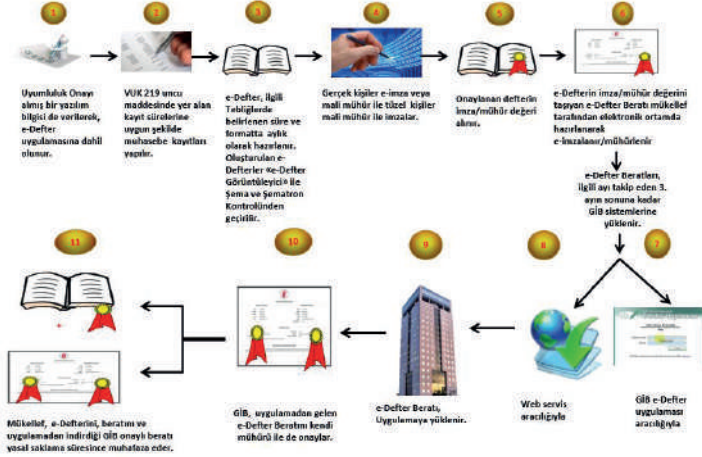 1
Uyumluluk Onayı
almış bir yazılım
bilgisi de verilerek,
e-Defter
uygulamasına dahil
olunur.
2
VUK 219 uncu
maddesinde yer alan
kayıt sürelerine
uygun şekilde
muhasebe kayıtları
yapılır.
3
e-Defter, ilgili
Tebliğlerde
belirlenen süre ve
formatta aylık
olarak hazırlanır.
Oluşturulan e-
Defterler «e-Defter
Görüntüleyici» ile
Şema ve Şematron
Kontrolünden
geçirilir.
4
Gerçek kişiler e-imza veya
mali mühür ile tüzel kişiler
mali mühür ile imzalar.
5
Onaylanan defterin
imza/mühür değeri
alınır.
6
e-Defterin imza/mühür değerini
taşıyan e-Defter Beratı mükellef
tarafından elektronik ortamda
hazırlanarak
e-imzalanır/mühürlenir
e-Defter Beratları,
ilgili ayı takip eden 3.
ayın sonuna kadar
GİB sistemlerine
yüklenir.
7
GİB e-Defter
uygulaması
aracılığıyla
8
Web servis
aracılığıyla
9
e-Defter Beratı,
Uygulamaya yüklenir.
10
GİB, uygulamadan gelen
e-Defter Beratını kendi
mühürü ile de onaylar.
11
Mükellef, e-Defterini, beratını ve
uygulamadan indirdiği GİB onaylı beratı
yasal saklama süresince muhafaza eder.